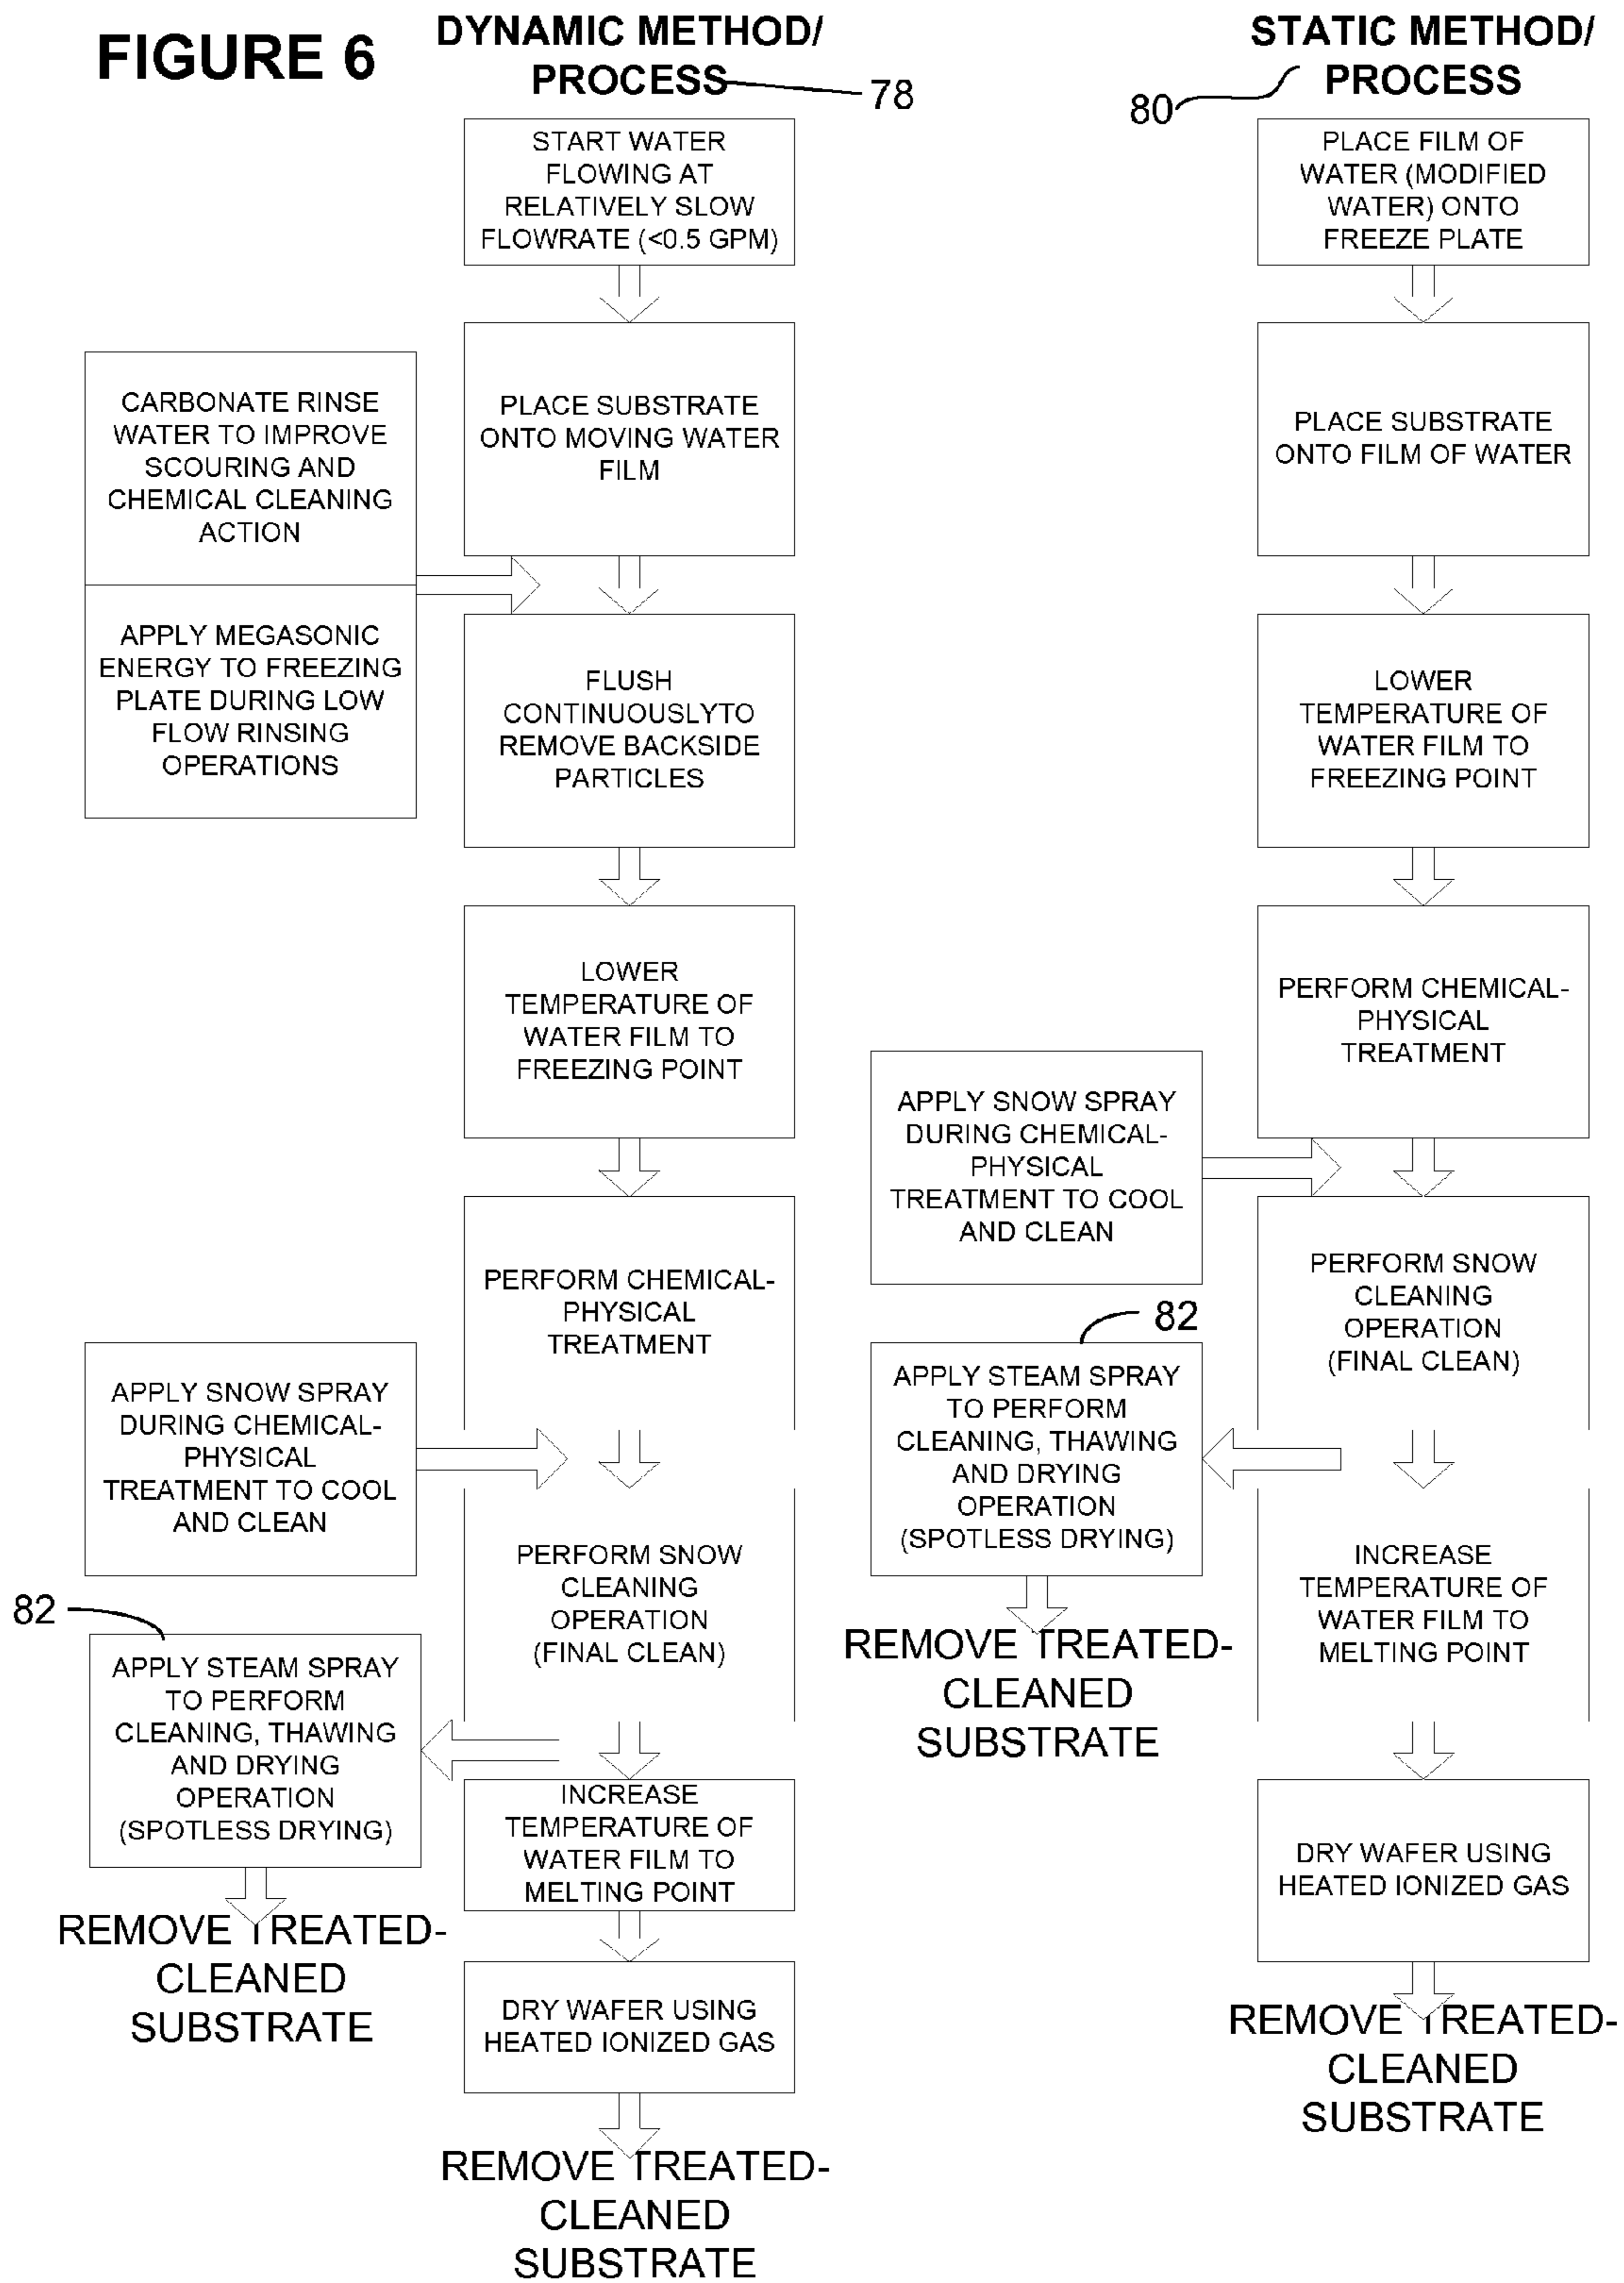 FIGURE 6
DYNAMIC METHOD/
PROCESS
78
START WATER
FLOWING AT
RELATIVELY SLOW
FLOWRATE (<0.5 GPM)
PLACE SUBSTRATE
ONTO MOVING WATER
FILM
CARBONATE RINSE
WATER TO IMPROVE
SCOURING AND
CHEMICAL CLEANING
ACTION
APPLY MEGASONIC
ENERGY TO FREEZING
PLATE DURING LOW
FLOW RINSING
OPERATIONS
FLUSH
CONTINUOUSLYTO
REMOVE BACKSIDE
PARTICLES
LOWER
TEMPERATURE OF
WATER FILM TO
FREEZING POINT
PERFORM CHEMICAL-
PHYSICAL
TREATMENT
APPLY SNOW SPRAY
DURING CHEMICAL-
PHYSICAL
TREATMENT TO COOL
AND CLEAN
PERFORM SNOW
CLEANING
OPERATION
(FINAL CLEAN)
82
APPLY STEAM SPRAY
TO PERFORM
CLEANING, THAWING
AND DRYING
OPERATION
(SPOTLESS DRYING)
REMOVE TREATED-
CLEANED
SUBSTRATE
INCREASE
TEMPERATURE OF
WATER FILM TO
MELTING POINT
DRY WAFER USING
HEATED IONIZED GAS
REMOVE TREATED-
CLEANED
SUBSTRATE
STATIC METHOD/
PROCESS
80
PLACE FILM OF
WATER (MODIFIED
WATER) ONTO
FREEZE PLATE
PLACE SUBSTRATE
ONTO FILM OF WATER
LOWER
TEMPERATURE OF
WATER FILM TO
FREEZING POINT
PERFORM CHEMICAL-
PHYSICAL
TREATMENT
APPLY SNOW SPRAY
DURING CHEMICAL-
PHYSICAL
TREATMENT TO COOL
AND CLEAN
PERFORM SNOW
CLEANING
OPERATION
(FINAL CLEAN)
82
APPLY STEAM SPRAY
TO PERFORM
CLEANING, THAWING
AND DRYING
OPERATION
(SPOTLESS DRYING)
REMOVE TREATED-
CLEANED
SUBSTRATE
INCREASE
TEMPERATURE OF
WATER FILM TO
MELTING POINT
DRY WAFER USING
HEATED IONIZED GAS
REMOVE TREATED-
CLEANED
SUBSTRATE